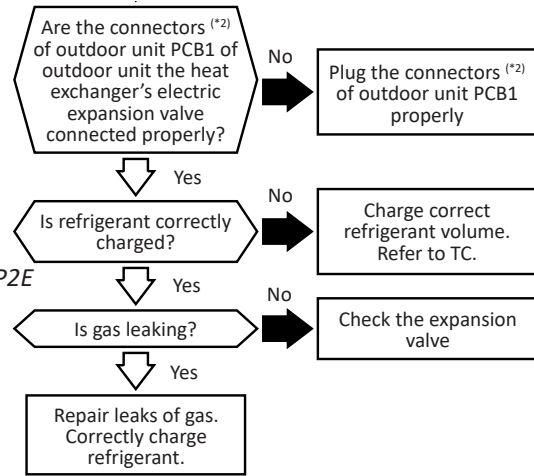 Are the connectors (*2)
of outdoor unit PCB1 of
outdoor unit the heat
exchanger's electric
expansion valve
connected properly?
No
Plug the connectors (*2)
of outdoor unit PCB1
properly
Yes
Is refrigerant correctly
charged?
No
Charge correct
refrigerant volume.
Refer to TC.
P2E
Yes
Is gas leaking?
No
Check the expansion
valve
Yes
Repair leaks of gas.
Correctly charge
refrigerant.